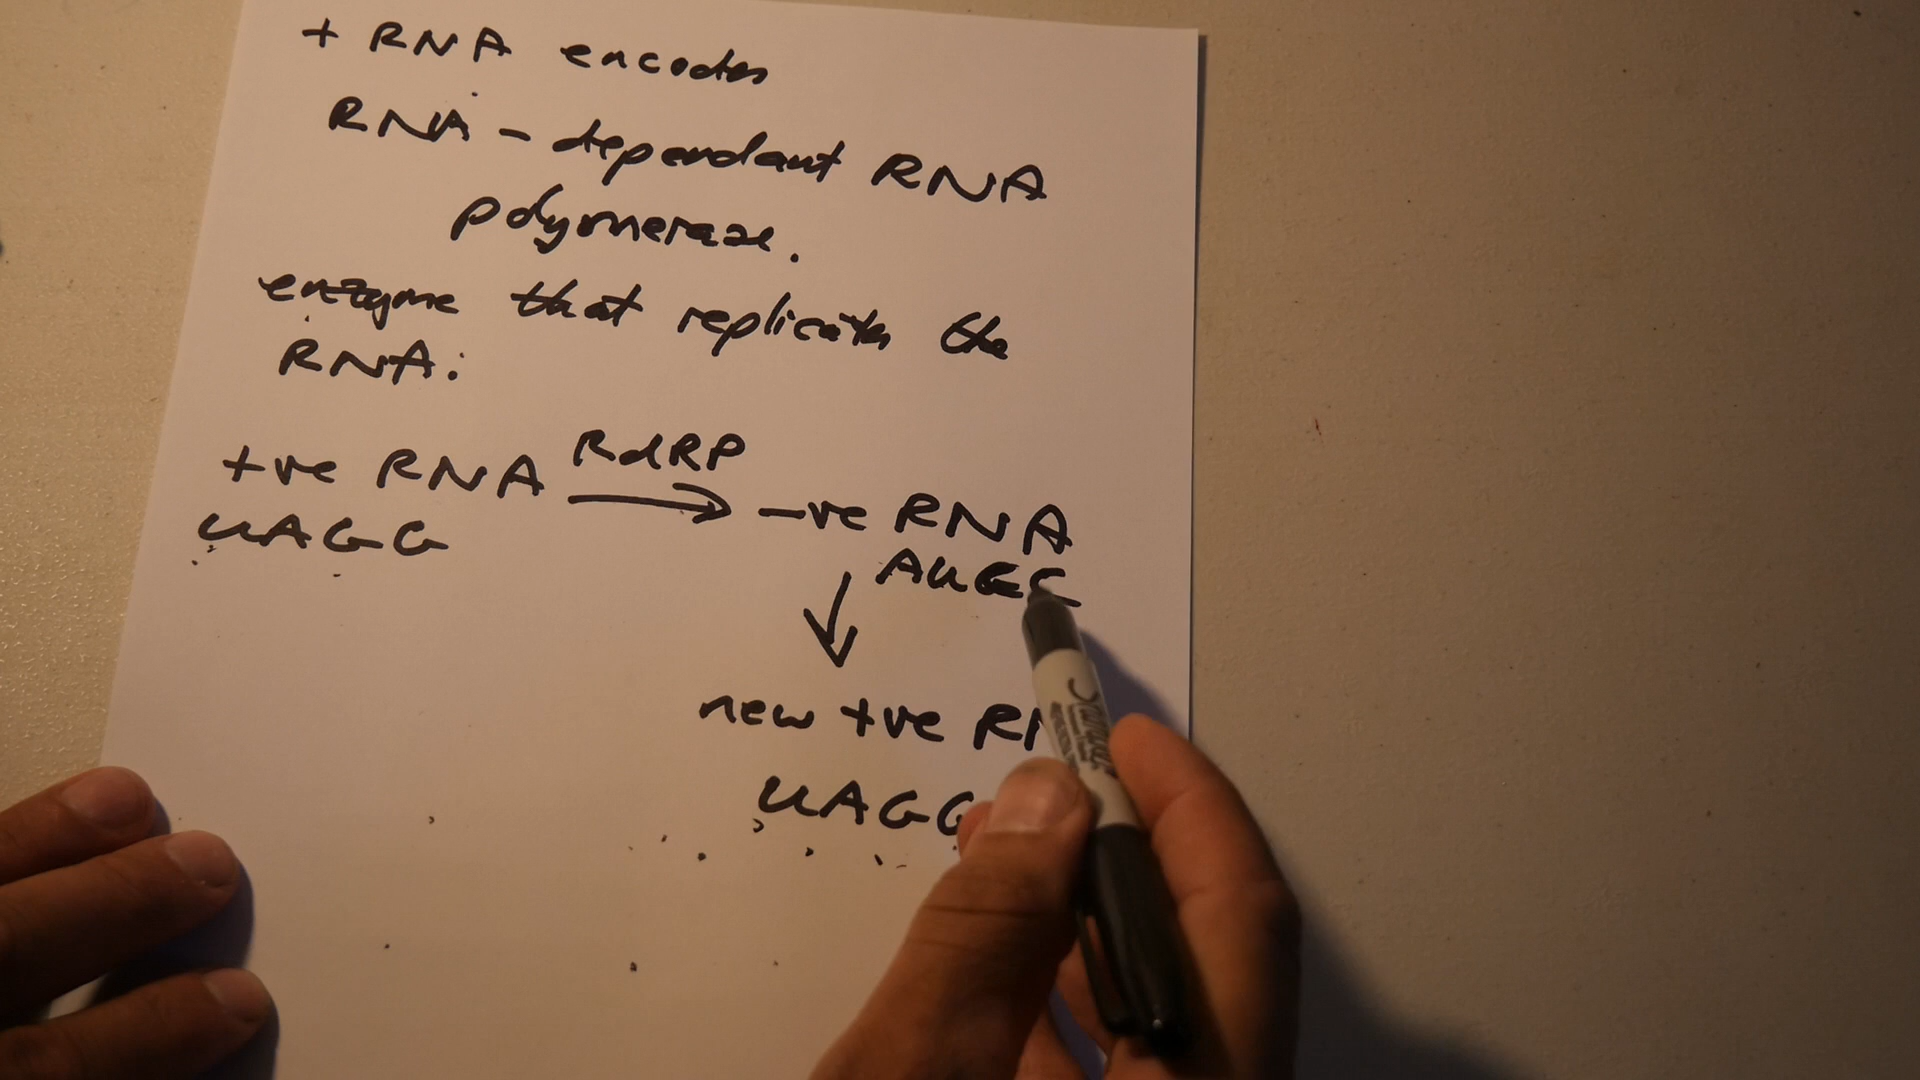 + RNA encodes
RNA - dependant RNA
polymerase.
enzyme that replicates the
RNA:
+ve RNA RdRP -ve RNA
UAGG
new +ve
UAGG